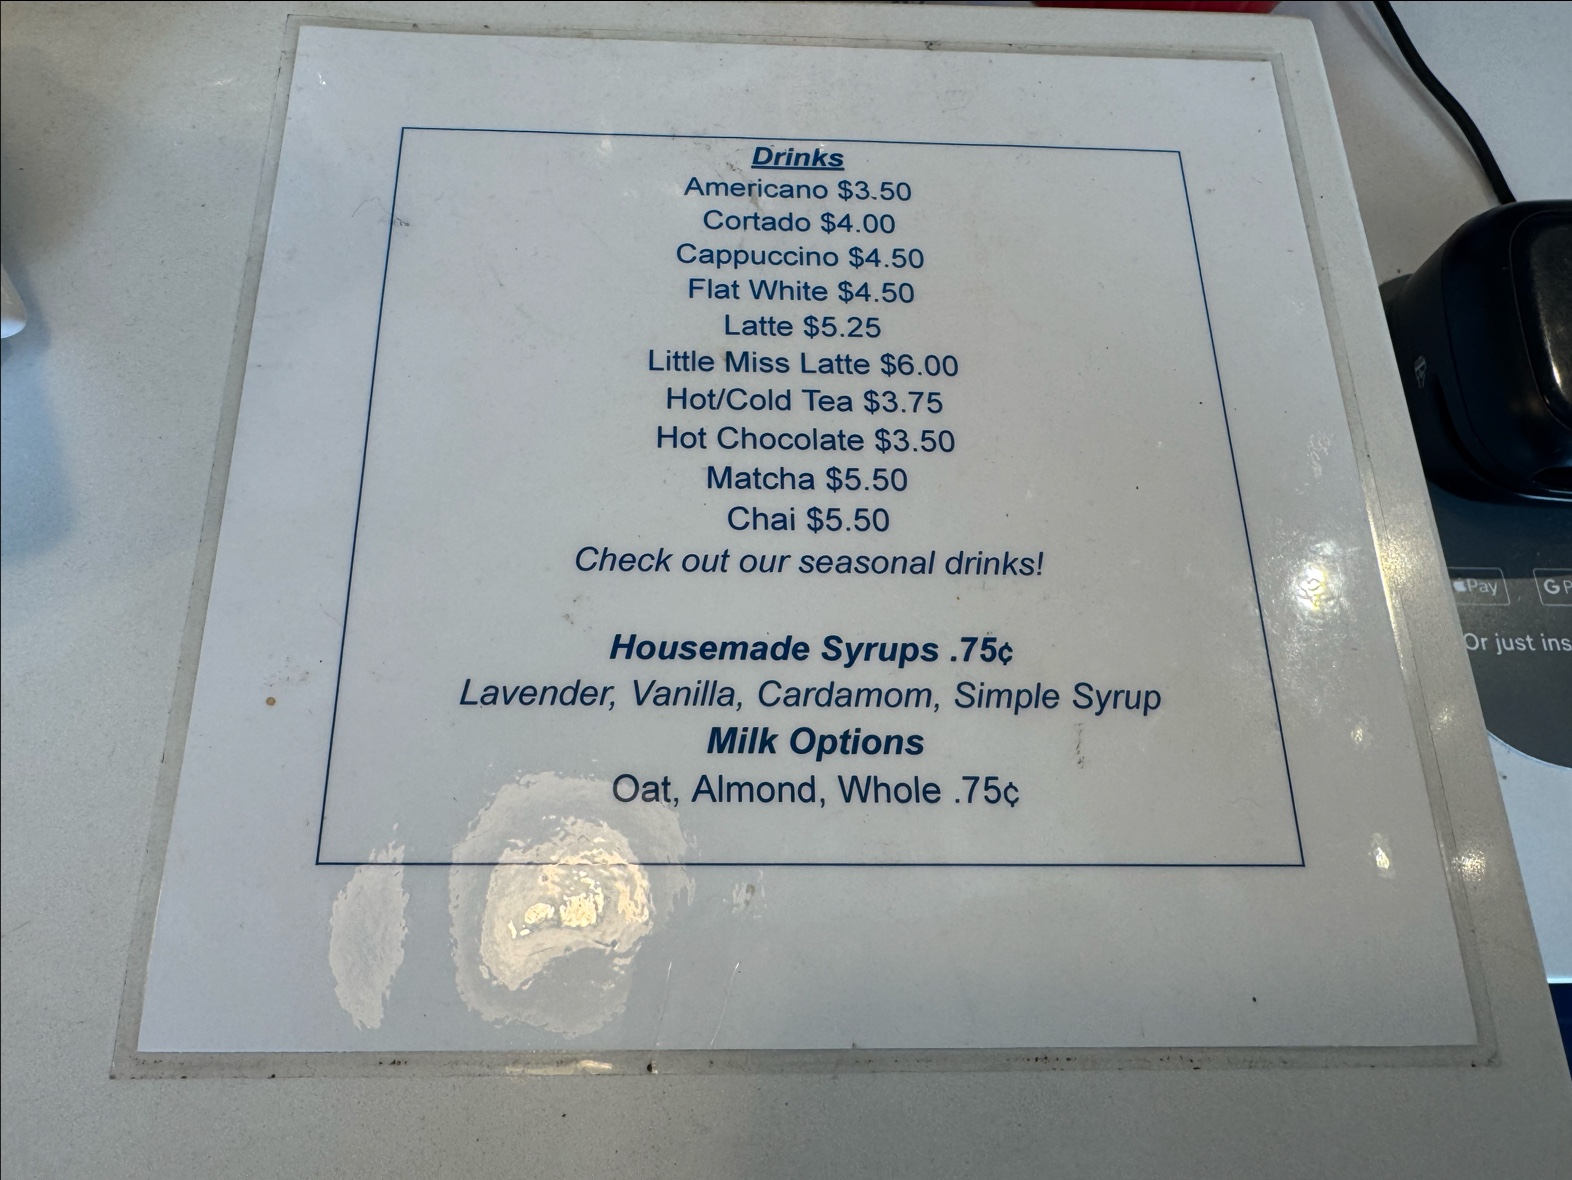 Drinks
Americano $3.50
Cortado $4.00
Cappuccino $4.50
Flat White $4.50
Latte $5.25
Little Miss Latte $6.00
Hot/Cold Tea $3.75
Hot Chocolate $3.50
Matcha $5.50
Chai $5.50
Check out our seasonal drinks!
Housemade Syrups .75¢
Lavender, Vanilla, Cardamom, Simple Syrup
Milk Options
Oat, Almond, Whole .75¢
Pay
G P
Or just ins